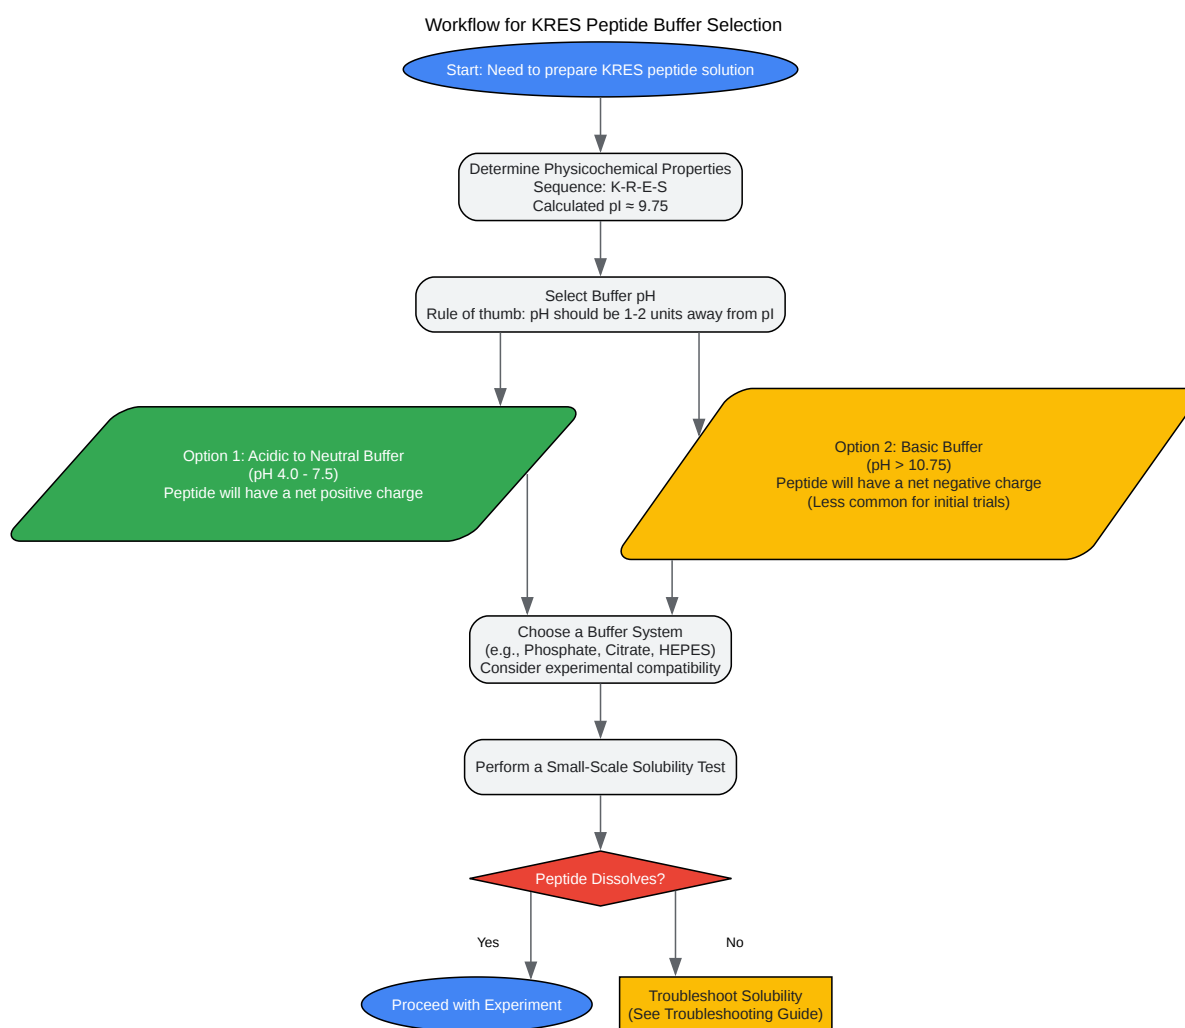 Workflow for KRES Peptide Buffer Selection
Start: Need to prepare KRES peptide solution
Determine Physicochemical Properties
Sequence: K-R-E-S
Calculated pI ≈ 9.75
Select Buffer pH
Rule of thumb: pH should be 1-2 units away from pI
Option 1: Acidic to Neutral Buffer
(pH 4.0 - 7.5)
Peptide will have a net positive charge
Option 2: Basic Buffer
(pH > 10.75)
Peptide will have a net negative charge
(Less common for initial trials)
Choose a Buffer System
(e.g., Phosphate, Citrate, HEPES)
Consider experimental compatibility
Perform a Small-Scale Solubility Test
Peptide Dissolves?
Yes
No
Proceed with Experiment
Troubleshoot Solubility
(See Troubleshooting Guide)